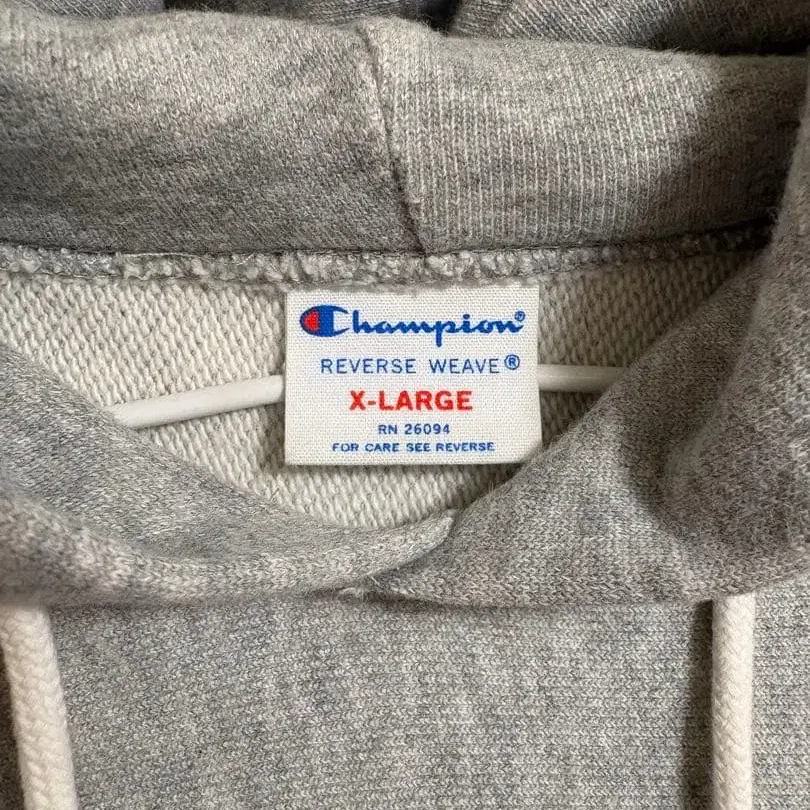 Champion®
REVERSE WEAVE®
X-LARGE
RN 26094
FOR CARE SEE REVERSE